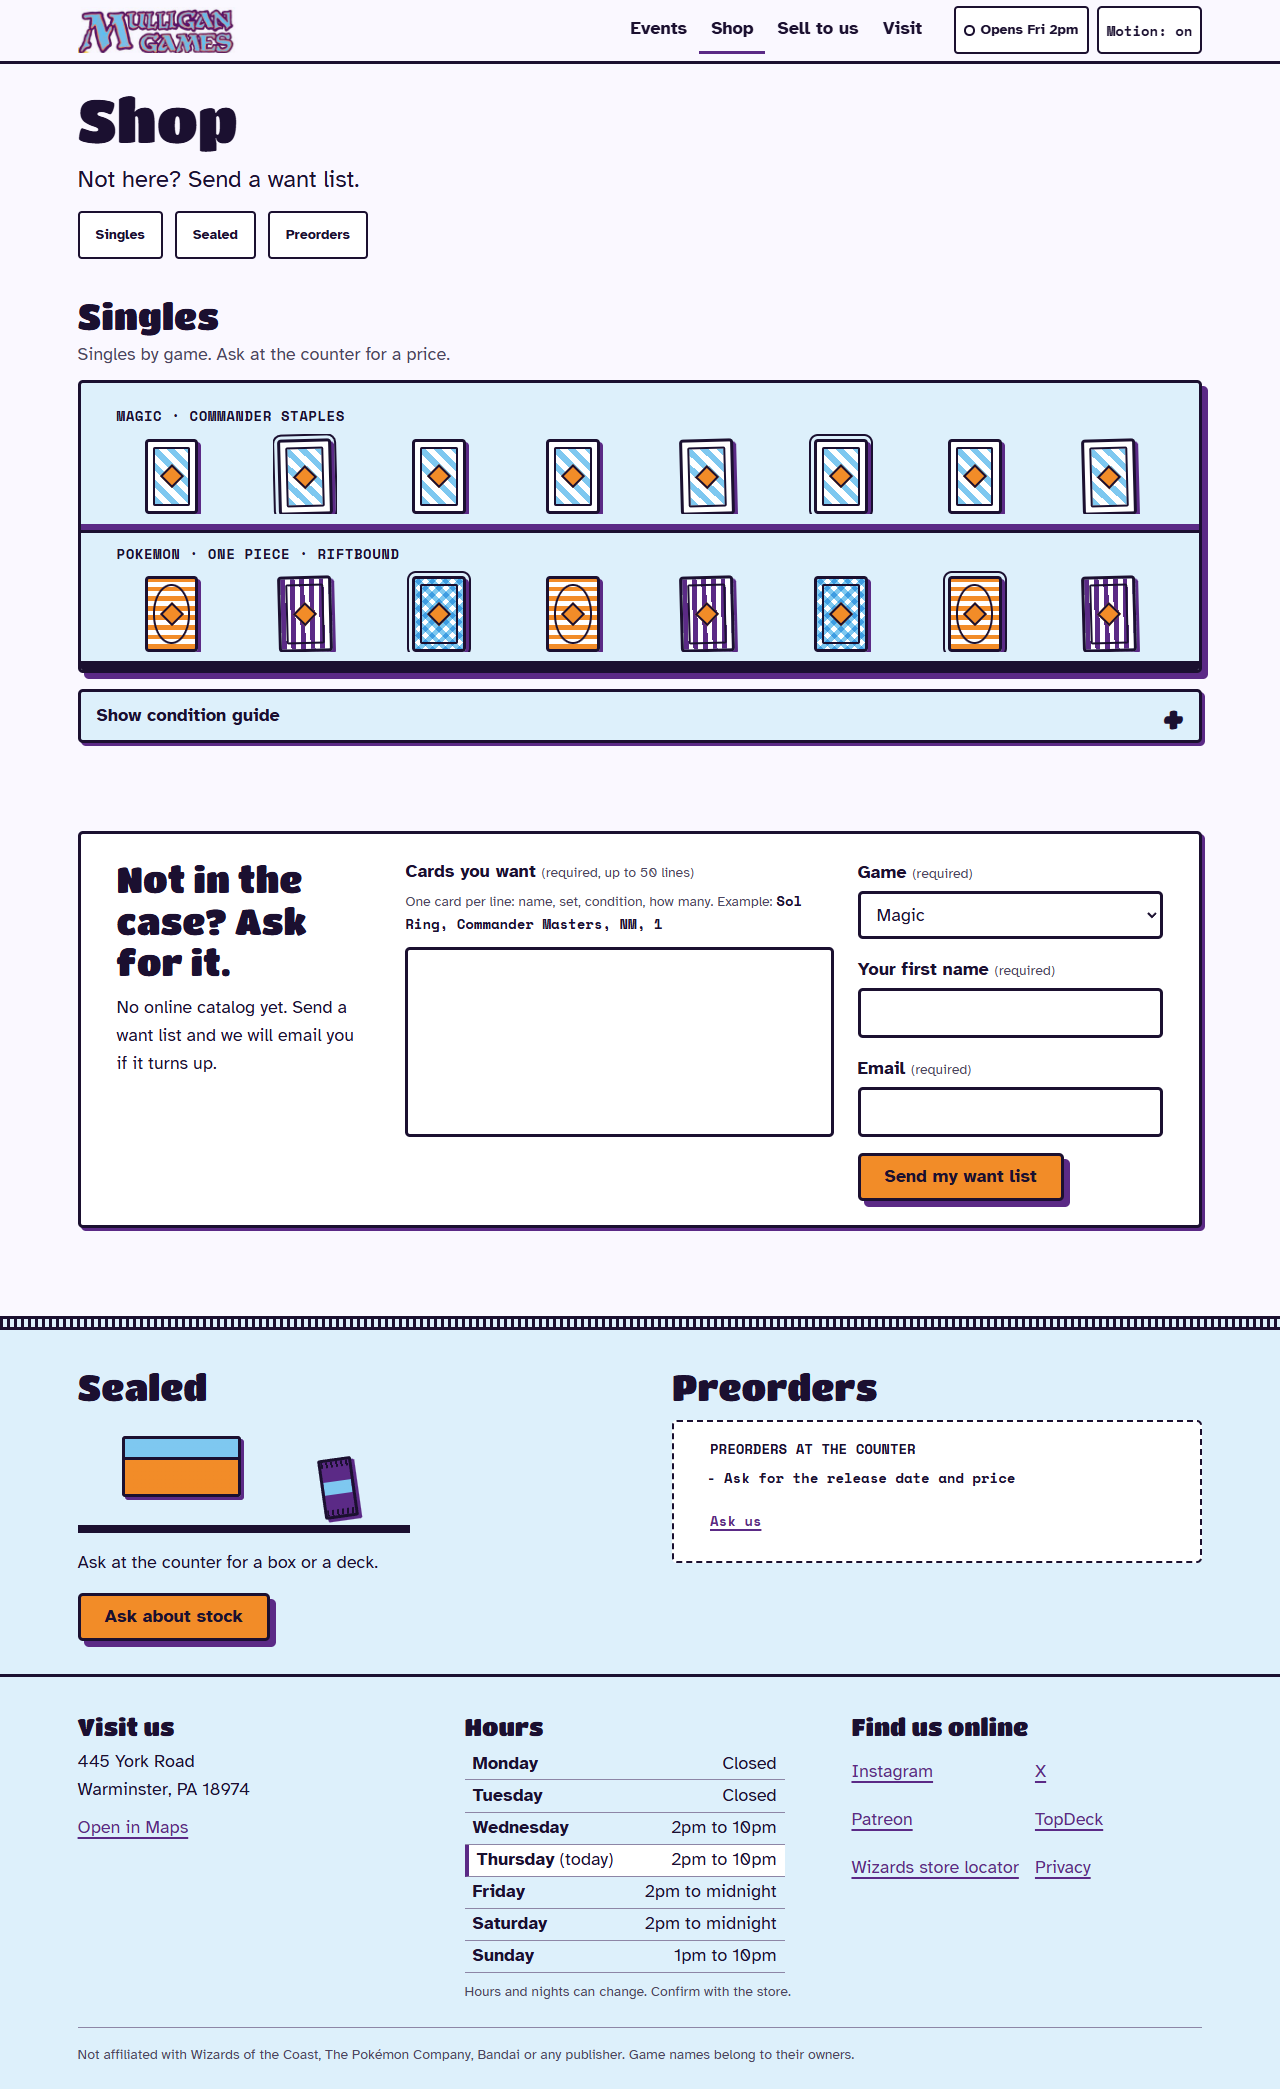 MULLIGAN GAMES
Events Shop Sell to us Visit Opens Fri 2pm Motion: on
Shop
Not here? Send a want list.
Singles Sealed Preorders
Singles
Singles by game. Ask at the counter for a price.
MAGIC · COMMANDER STAPLES
POKEMON · ONE PIECE · RIFTBOUND
Show condition guide
Not in the
case? Ask
for it.
No online catalog yet. Send a
want list and we will email you
if it turns up.
Cards you want (required, up to 50 lines)
One card per line: name, set, condition, how many. Example: Sol
Ring, Commander Masters, NM, 1
Game (required)
Magic
Your first name (required)
Email (required)
Send my want list
Sealed
Ask at the counter for a box or a deck.
Ask about stock
Preorders
PREORDERS AT THE COUNTER
- Ask for the release date and price
Ask us
Visit us
445 York Road
Warminster, PA 18974
Open in Maps
Hours
Monday Closed
Tuesday Closed
Wednesday 2pm to 10pm
Thursday (today) 2pm to 10pm
Friday 2pm to midnight
Saturday 2pm to midnight
Sunday 1pm to 10pm
Hours and nights can change. Confirm with the store.
Find us online
Instagram X
Patreon TopDeck
Wizards store locator Privacy
Not affiliated with Wizards of the Coast, The Pokémon Company, Bandai or any publisher. Game names belong to their owners.